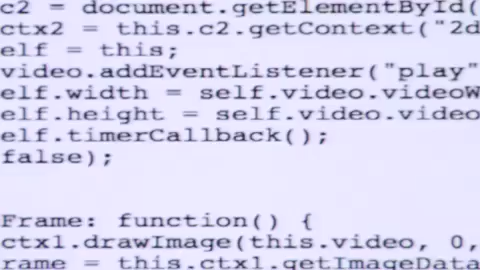 c2 = document.getElementById(
ctx2 = this.c2.getContext("2d
elf = this;
video.addEventListener("play"
elf.width = self.video.videoW
elf.height = self.video.video
elf.timerCallback();
false);
Frame: function() {
ctx1.drawImage(this.video, 0,
rame = this.ctx1.getImageData